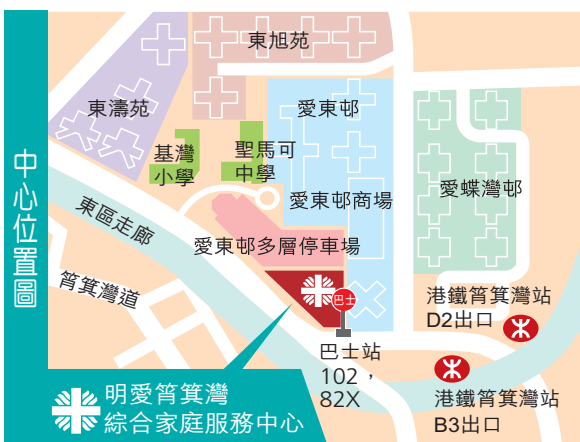 中心位置圖
東旭苑
東濤苑
愛東邨
基灣
小學
聖馬可
中學
愛蝶灣邨
愛東邨商場
東區走廊
愛東邨多層停車場
筲箕灣道
巴士
港鐵筲箕灣站
D2出口
巴士站
102，
82X
港鐵筲箕灣站
B3出口
明愛筲箕灣
綜合家庭服務中心